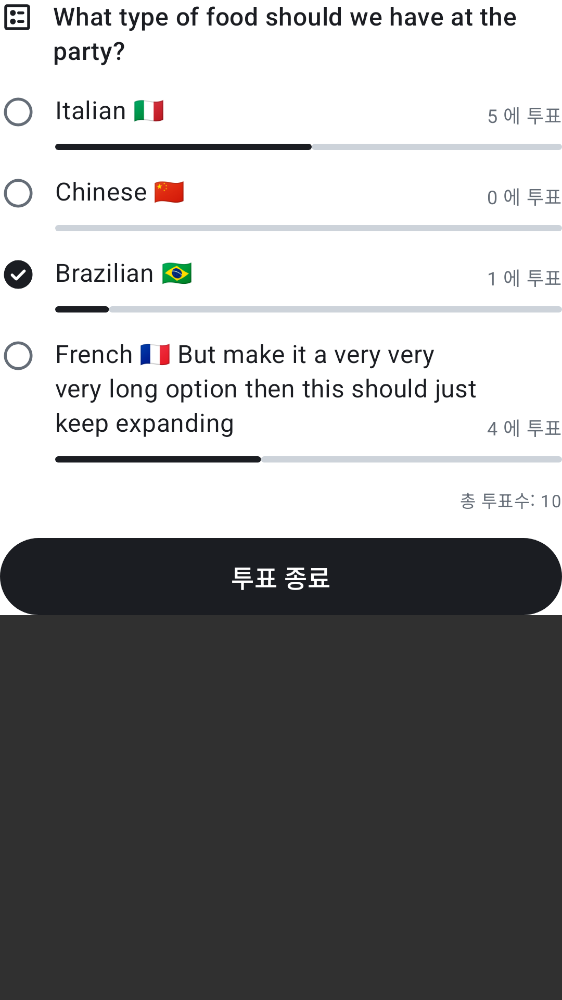 What type of food should we have at the
party?
Italian 🇮🇹
5 에 투표
Chinese 🇨🇳
0 에 투표
Brazilian 🇧🇷
1 에 투표
French 🇫🇷 But make it a very very
very long option then this should just
keep expanding
4 에 투표
총 투표수: 10
투표 종료